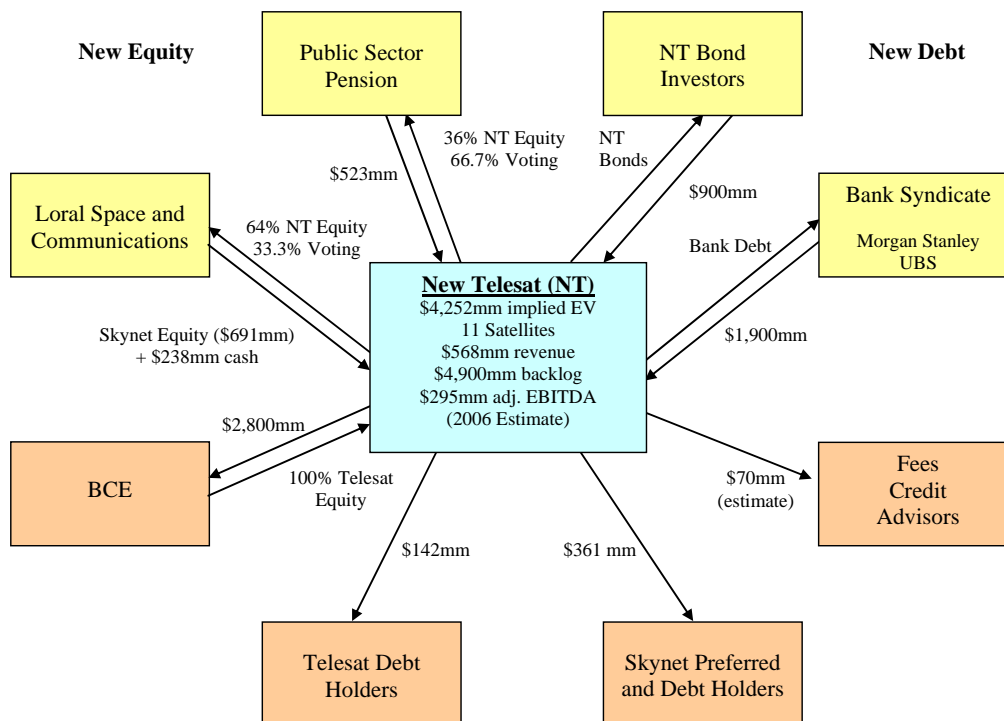 New Equity
Public Sector
Pension
NT Bond
Investors
New Debt
36% NT Equity
66.7% Voting
NT
Bonds
$523mm
$900mm
Loral Space and
Communications
64% NT Equity
33.3% Voting
Bank Debt
Bank Syndicate
Morgan Stanley
UBS
New Telesat (NT)
$4,252mm implied EV
11 Satellites
$568mm revenue
$4,900mm backlog
$295mm adj. EBITDA
(2006 Estimate)
Skynet Equity ($691mm)
+ $238mm cash
$1,900mm
$2,800mm
BCE
100% Telesat
Equity
$70mm
(estimate)
Fees
Credit
Advisors
$142mm
$361 mm
Telesat Debt
Holders
Skynet Preferred
and Debt Holders